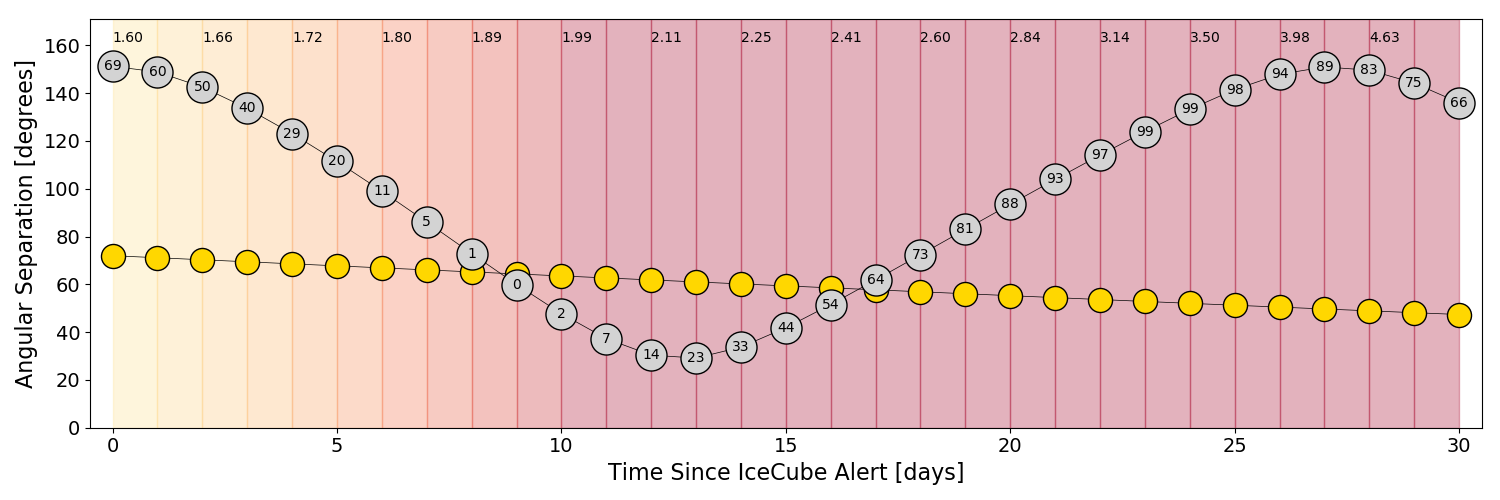 1.60 1.66 1.72 1.80 1.89 1.99 2.11 2.25 2.41 2.60 2.84 3.14 3.50 3.98 4.63
160
140
120
100
80
60
40
20
0
Angular Separation [degrees]
69 60 50 40 29 20 11 5 1 0 2 7 14 23 33 44 54 64 73 81 88 93 97 99 99 98 94 89 83 75 66
0 5 10 15 20 25 30
Time Since IceCube Alert [days]